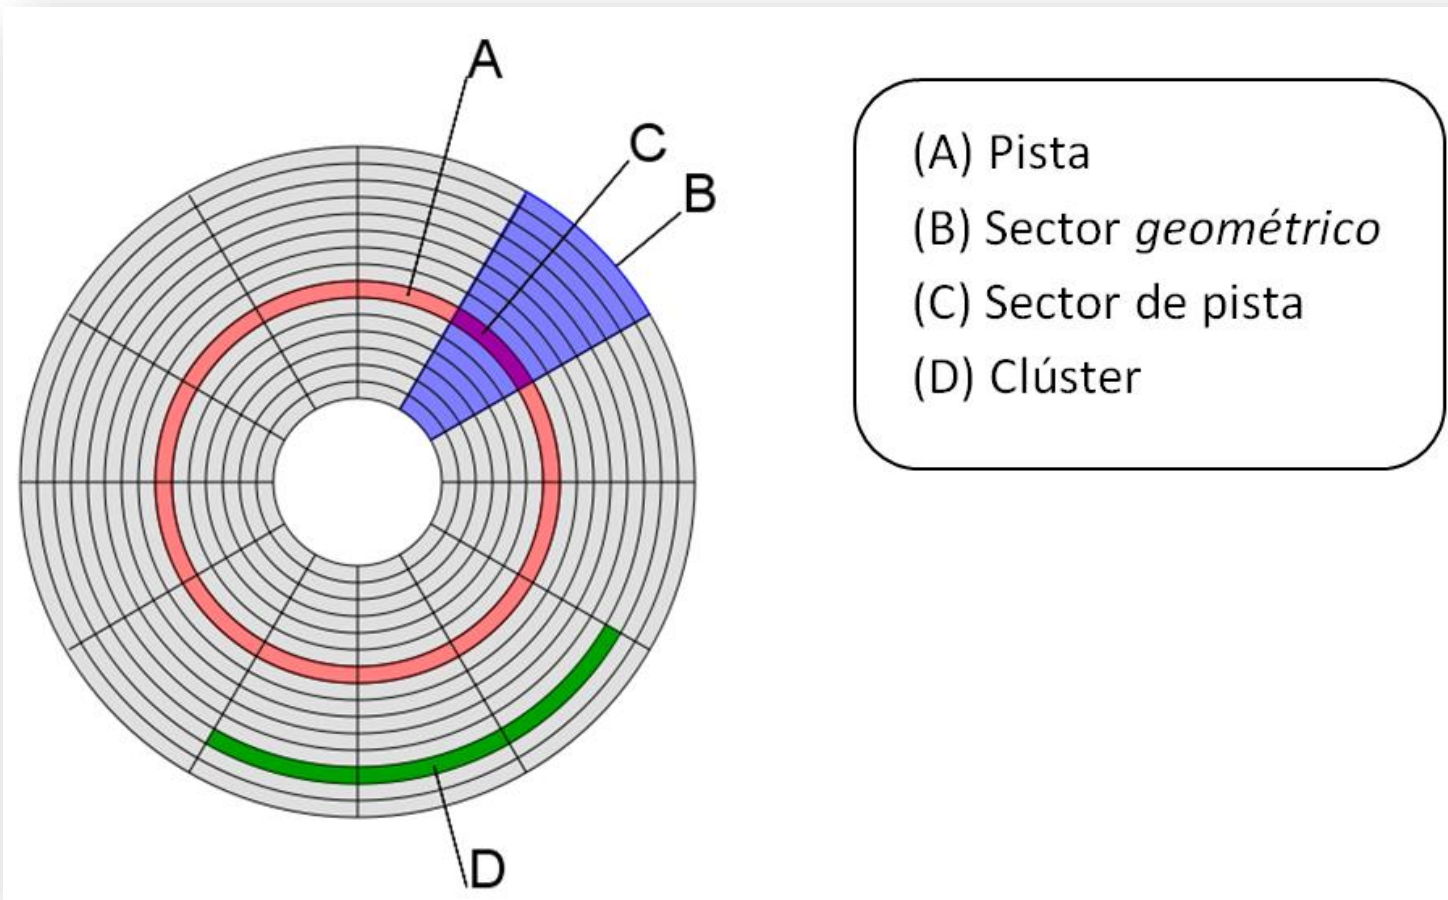 A
C
B
D
(A) Pista
(B) Sector geométrico
(C) Sector de pista
(D) Clúster